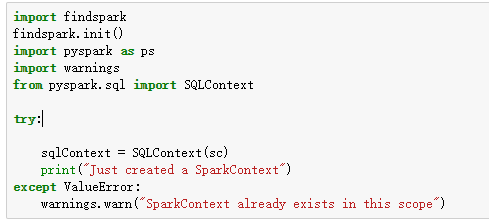 import findspark
findspark.init()
import pyspark as ps
import warnings
from pyspark.sql import SQLContext
try:
    sqlContext = SQLContext(sc)
    print("Just created a SparkContext")
except ValueError:
    warnings.warn("SparkContext already exists in this scope")